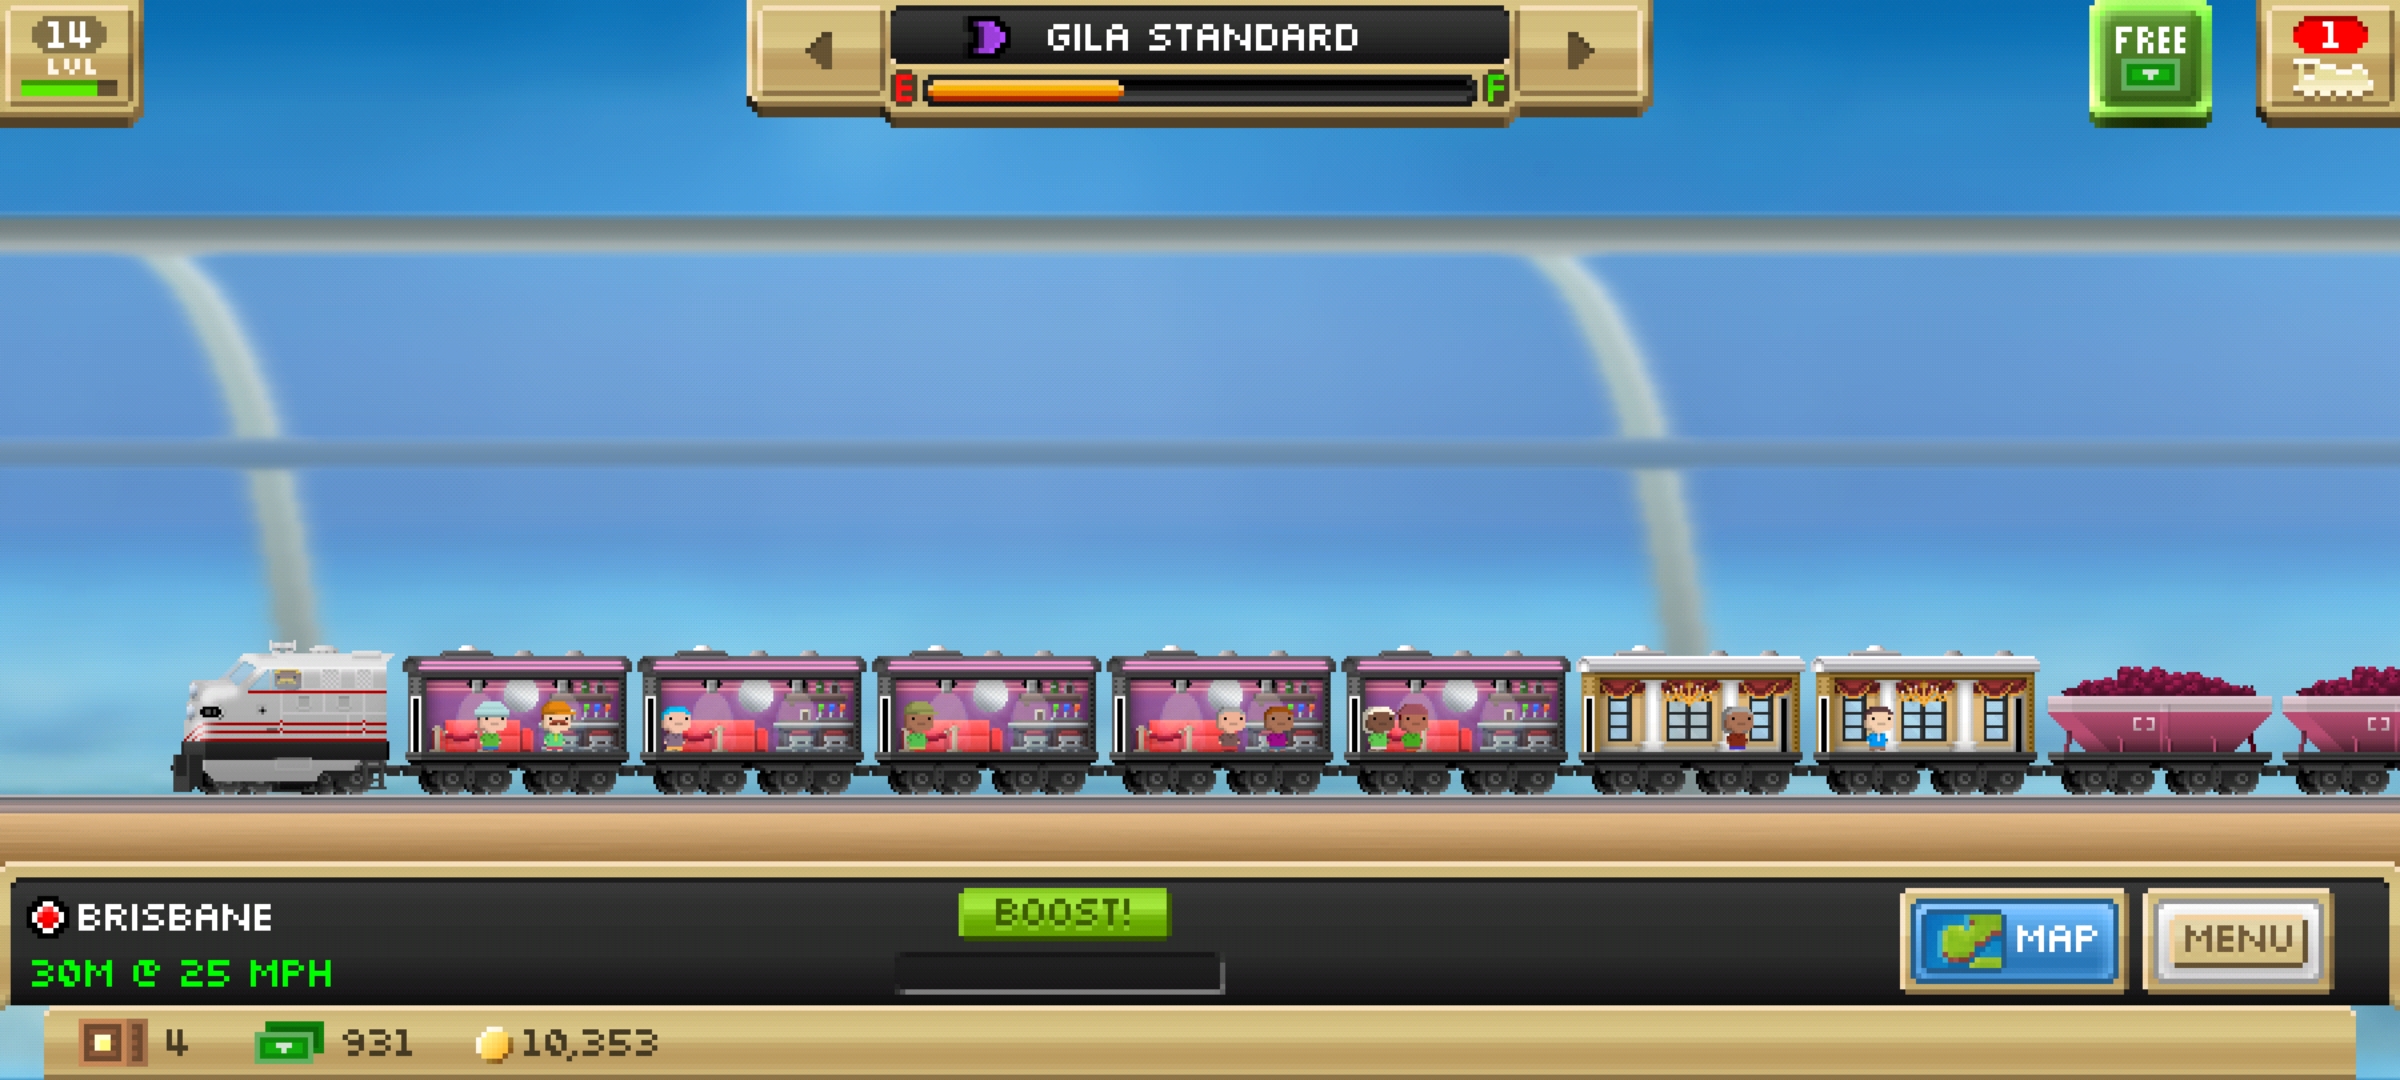 14
LVL
GILA STANDARD
E F
FREE
1
BRISBANE
30M @ 25 MPH
BOOST!
MAP
MENU
4 931 10,353